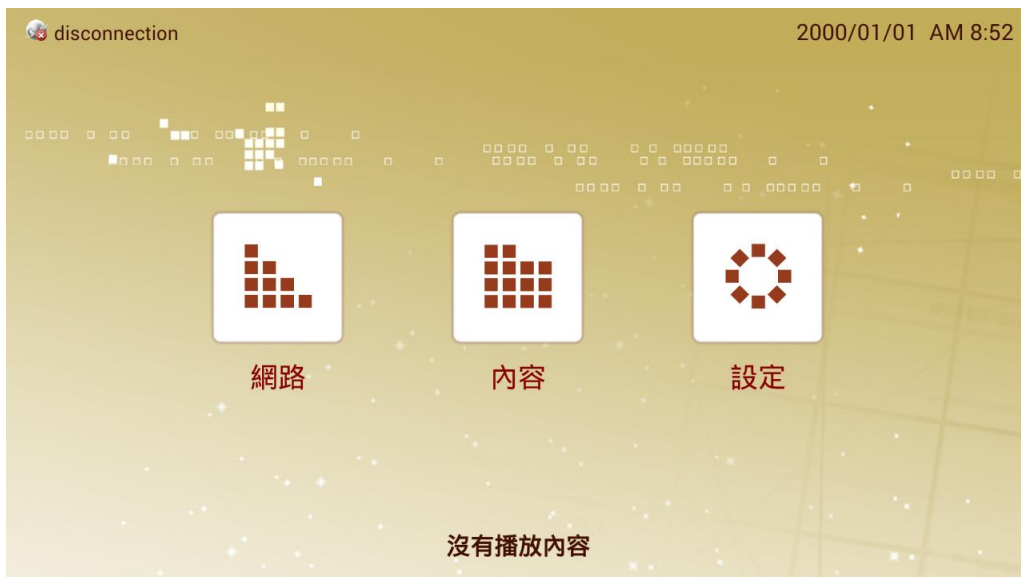 disconnection
2000/01/01 AM 8:52
網路
內容
設定
沒有播放內容